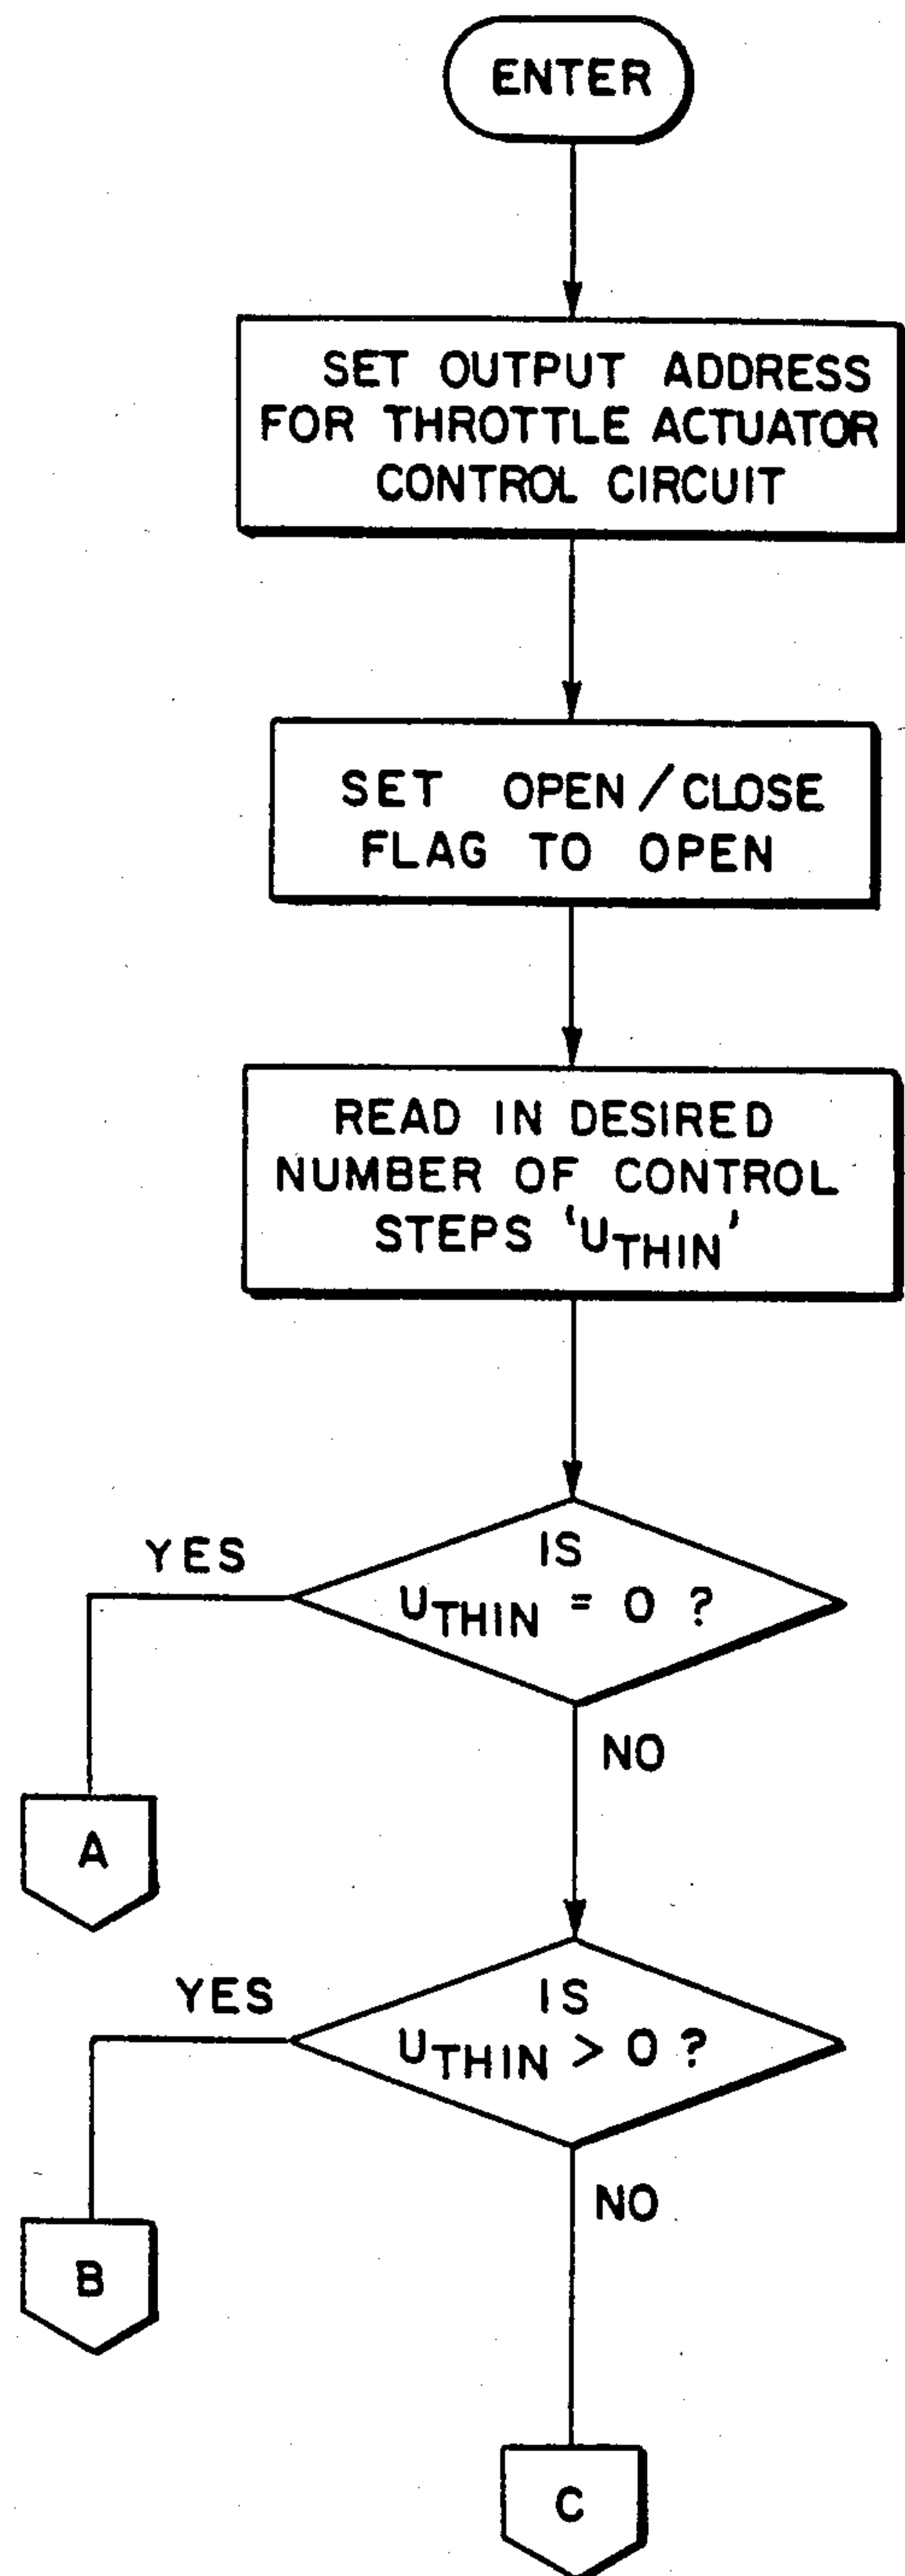 ENTER
SET OUTPUT ADDRESS
FOR THROTTLE ACTUATOR
CONTROL CIRCUIT
SET OPEN/CLOSE
FLAG TO OPEN
READ IN DESIRED
NUMBER OF CONTROL
STEPS 'UTHIN'
YES
IS
UTHIN = 0 ?
NO
A
YES
IS
UTHIN > 0 ?
NO
B
C